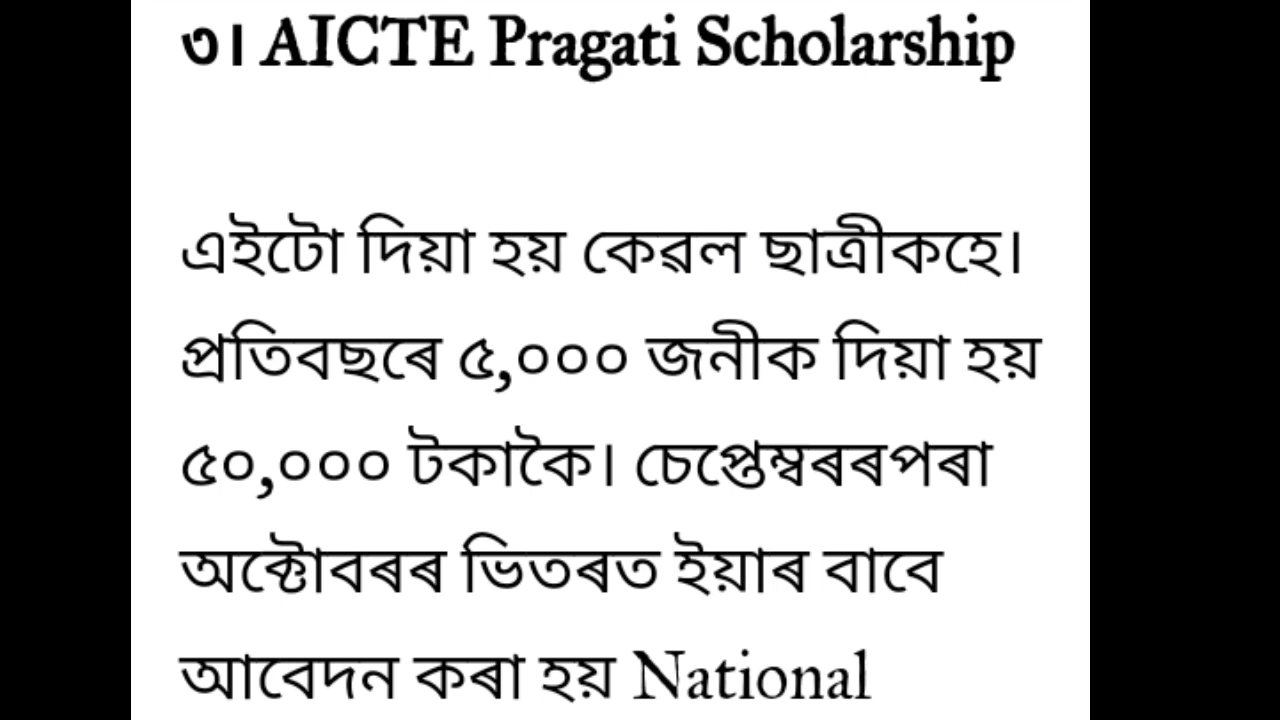 ৩। AICTE Pragati Scholarship
এইটো দিয়া হয় কেৱল ছাত্ৰীকহে।
প্ৰতিবছৰে ৫,০০০ জনীক দিয়া হয়
৫০,০০০ টকাকৈ। চেপ্তেম্বৰৰপৰা
অক্টোবৰৰ ভিতৰত ইয়াৰ বাবে
আবেদন কৰা হয় National